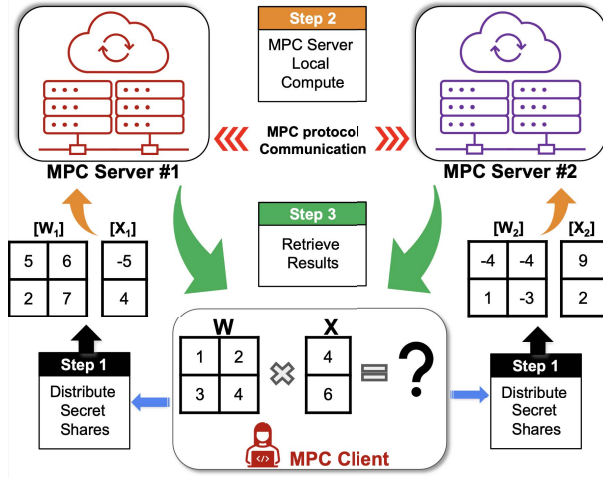 Step 2
MPC Server
Local
Compute
MPC protocol
Communication
MPC Server #1
MPC Server #2
[W1]
[X1]
5 6
-5
2 7
4
Step 3
Retrieve
Results
[W2]
[X2]
-4 -4
9
1 -3
2
Step 1
Distribute
Secret
Shares
W
X
1 2
4
3 4
6
× = ?
</> MPC Client
Step 1
Distribute
Secret
Shares